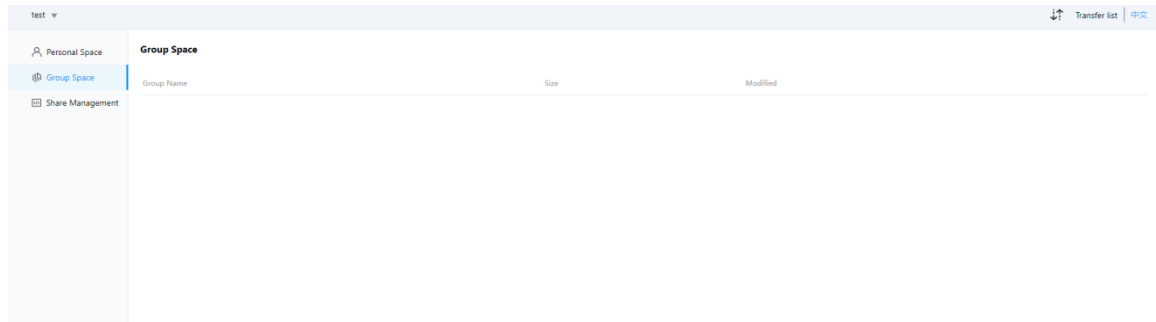 test
Transfer list 中文
Personal Space
Group Space
Share Management
Group Space
Group Name Size Modified